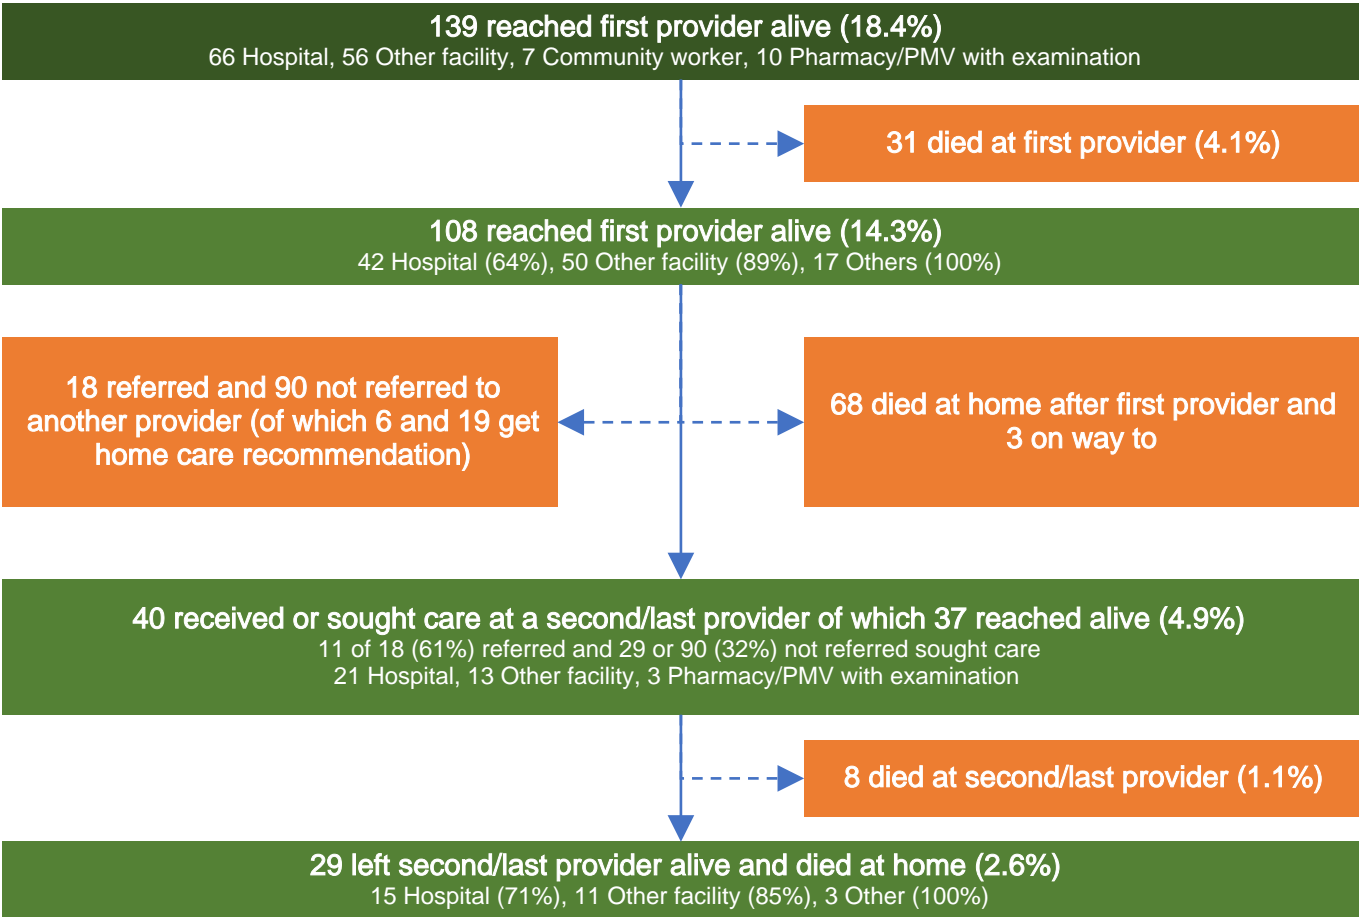 139 reached first provider alive (18.4%)
66 Hospital, 56 Other facility, 7 Community worker, 10 Pharmacy/PMV with examination
31 died at first provider (4.1%)
108 reached first provider alive (14.3%)
42 Hospital (64%), 50 Other facility (89%), 17 Others (100%)
18 referred and 90 not referred to
another provider (of which 6 and 19 get
home care recommendation)
68 died at home after first provider and
3 on way to
40 received or sought care at a second/last provider of which 37 reached alive (4.9%)
11 of 18 (61%) referred and 29 or 90 (32%) not referred sought care
21 Hospital, 13 Other facility, 3 Pharmacy/PMV with examination
8 died at second/last provider (1.1%)
29 left second/last provider alive and died at home (2.6%)
15 Hospital (71%), 11 Other facility (85%), 3 Other (100%)